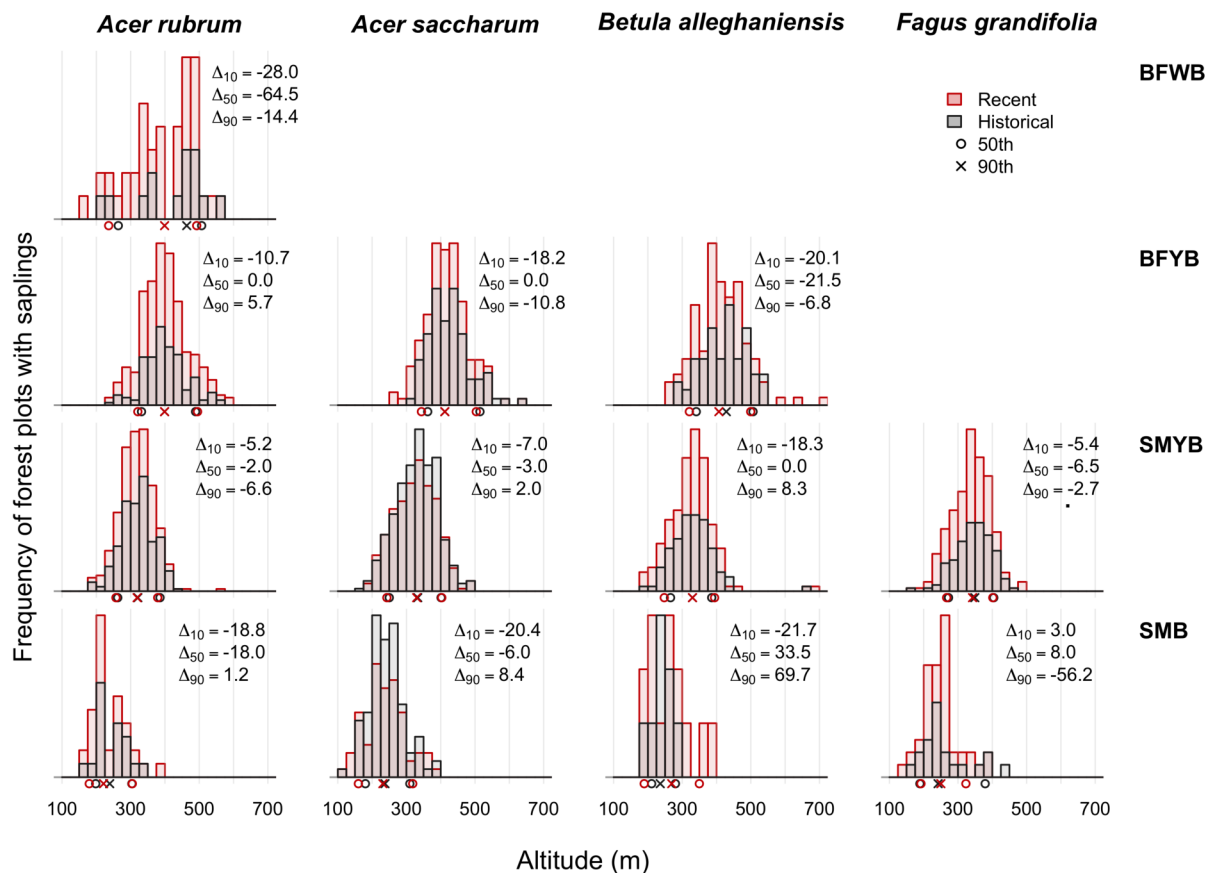 Acer rubrum
Acer saccharum
Betula alleghaniensis
Fagus grandifolia
BFWB
Δ10 = -28.0
Δ50 = -64.5
Δ90 = -14.4
Recent
Historical
50th
90th
BFYB
Δ10 = -10.7
Δ50 = 0.0
Δ90 = 5.7
Δ10 = -18.2
Δ50 = 0.0
Δ90 = -10.8
Δ10 = -20.1
Δ50 = -21.5
Δ90 = -6.8
SMYB
Δ10 = -5.2
Δ50 = -2.0
Δ90 = -6.6
Δ10 = -7.0
Δ50 = -3.0
Δ90 = 2.0
Δ10 = -18.3
Δ50 = 0.0
Δ90 = 8.3
Δ10 = -5.4
Δ50 = -6.5
Δ90 = -2.7
SMB
Δ10 = -18.8
Δ50 = -18.0
Δ90 = 1.2
Δ10 = -20.4
Δ50 = -6.0
Δ90 = 8.4
Δ10 = -21.7
Δ50 = 33.5
Δ90 = 69.7
Δ10 = 3.0
Δ50 = 8.0
Δ90 = -56.2
100 300 500 700
100 300 500 700
100 300 500 700
100 300 500 700
Altitude (m)
Frequency of forest plots with saplings